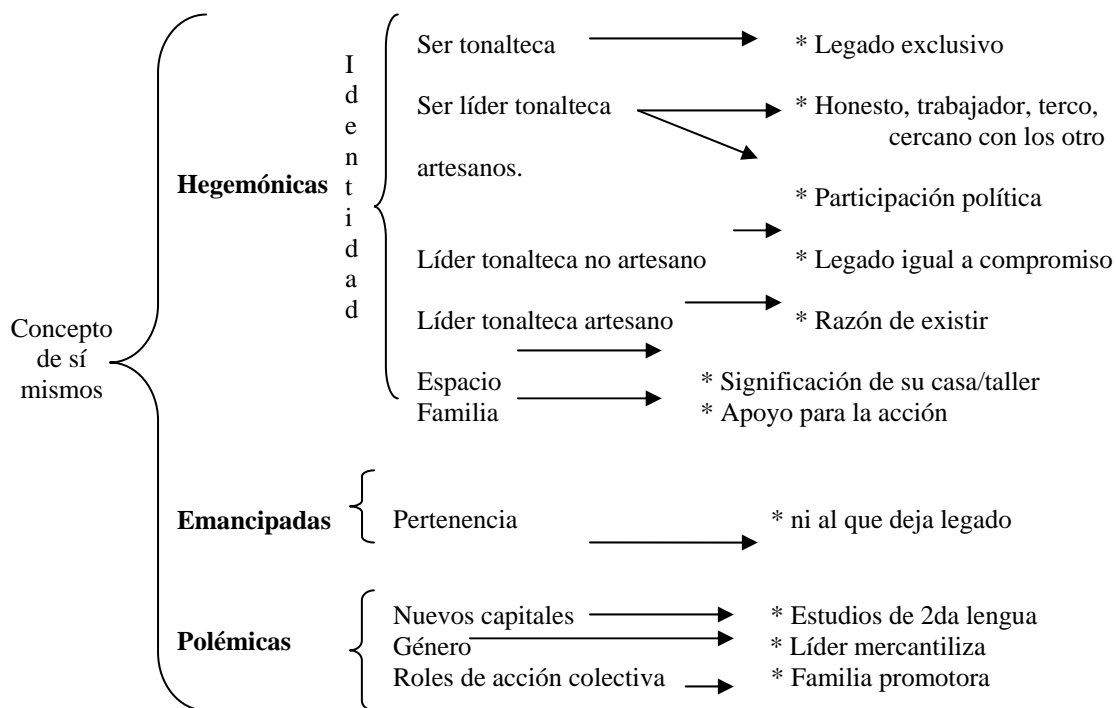 Ser tonalteca * Legado exclusivo
Identidad
Ser líder tonalteca * Honesto, trabajador, terco,
cercano con los otro
artesanos.
Hegemónicas
* Participación política
Líder tonalteca no artesano * Legado igual a compromiso
Líder tonalteca artesano * Razón de existir
Concepto
de sí
mismos
Espacio * Significación de su casa/taller
Familia * Apoyo para la acción
Emancipadas Pertenencia * ni al que deja legado
Nuevos capitales * Estudios de 2da lengua
Polémicas Género * Líder mercantiliza
Roles de acción colectiva * Familia promotora